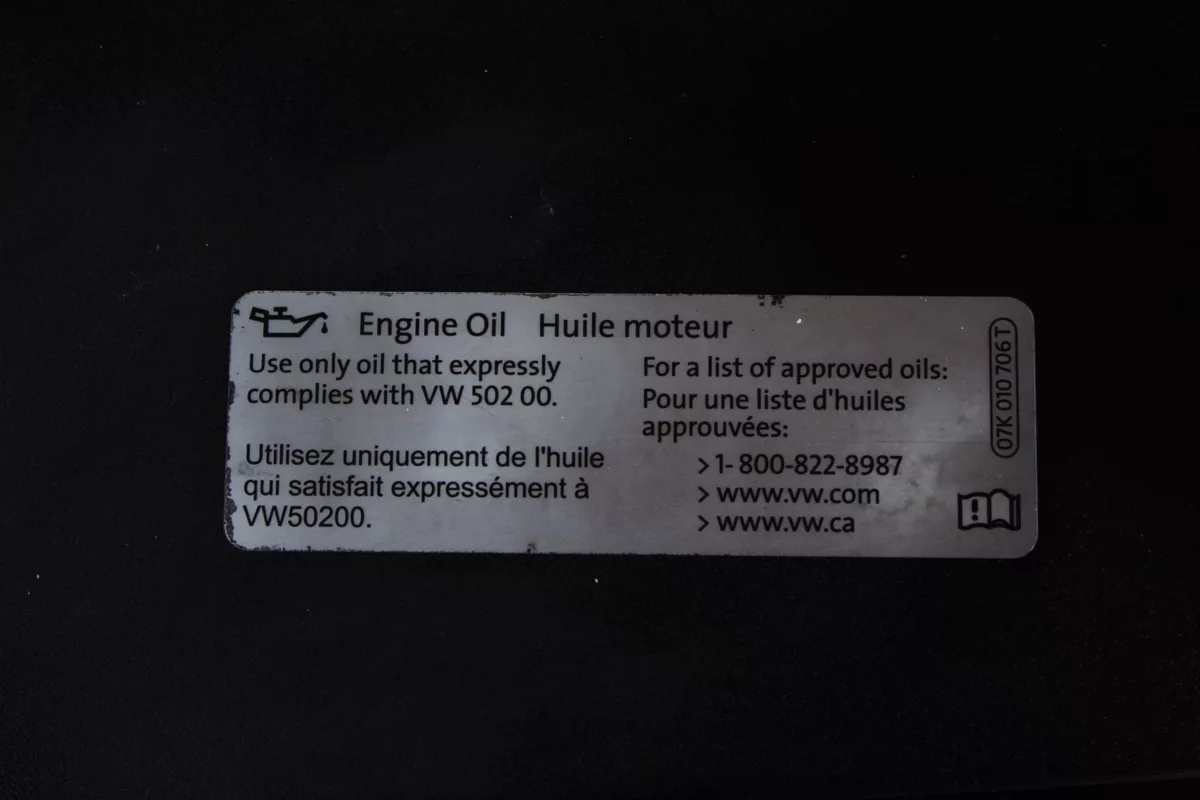 Engine Oil Huile moteur
Use only oil that expressly
complies with VW 502 00.
Utilisez uniquement de l'huile
qui satisfait expressément à
VW50200.
For a list of approved oils:
Pour une liste d'huiles
approuvées:
>1-800-822-8987
>www.vw.com
>www.vw.ca
07K 010 706 T